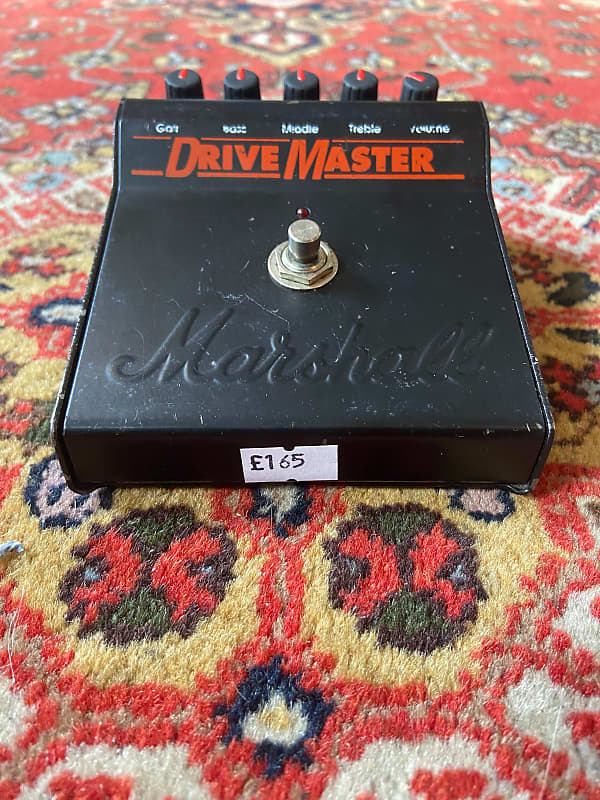 Gain Bass Middle Treble Volume
DRIVE MASTER
Marshall
£165